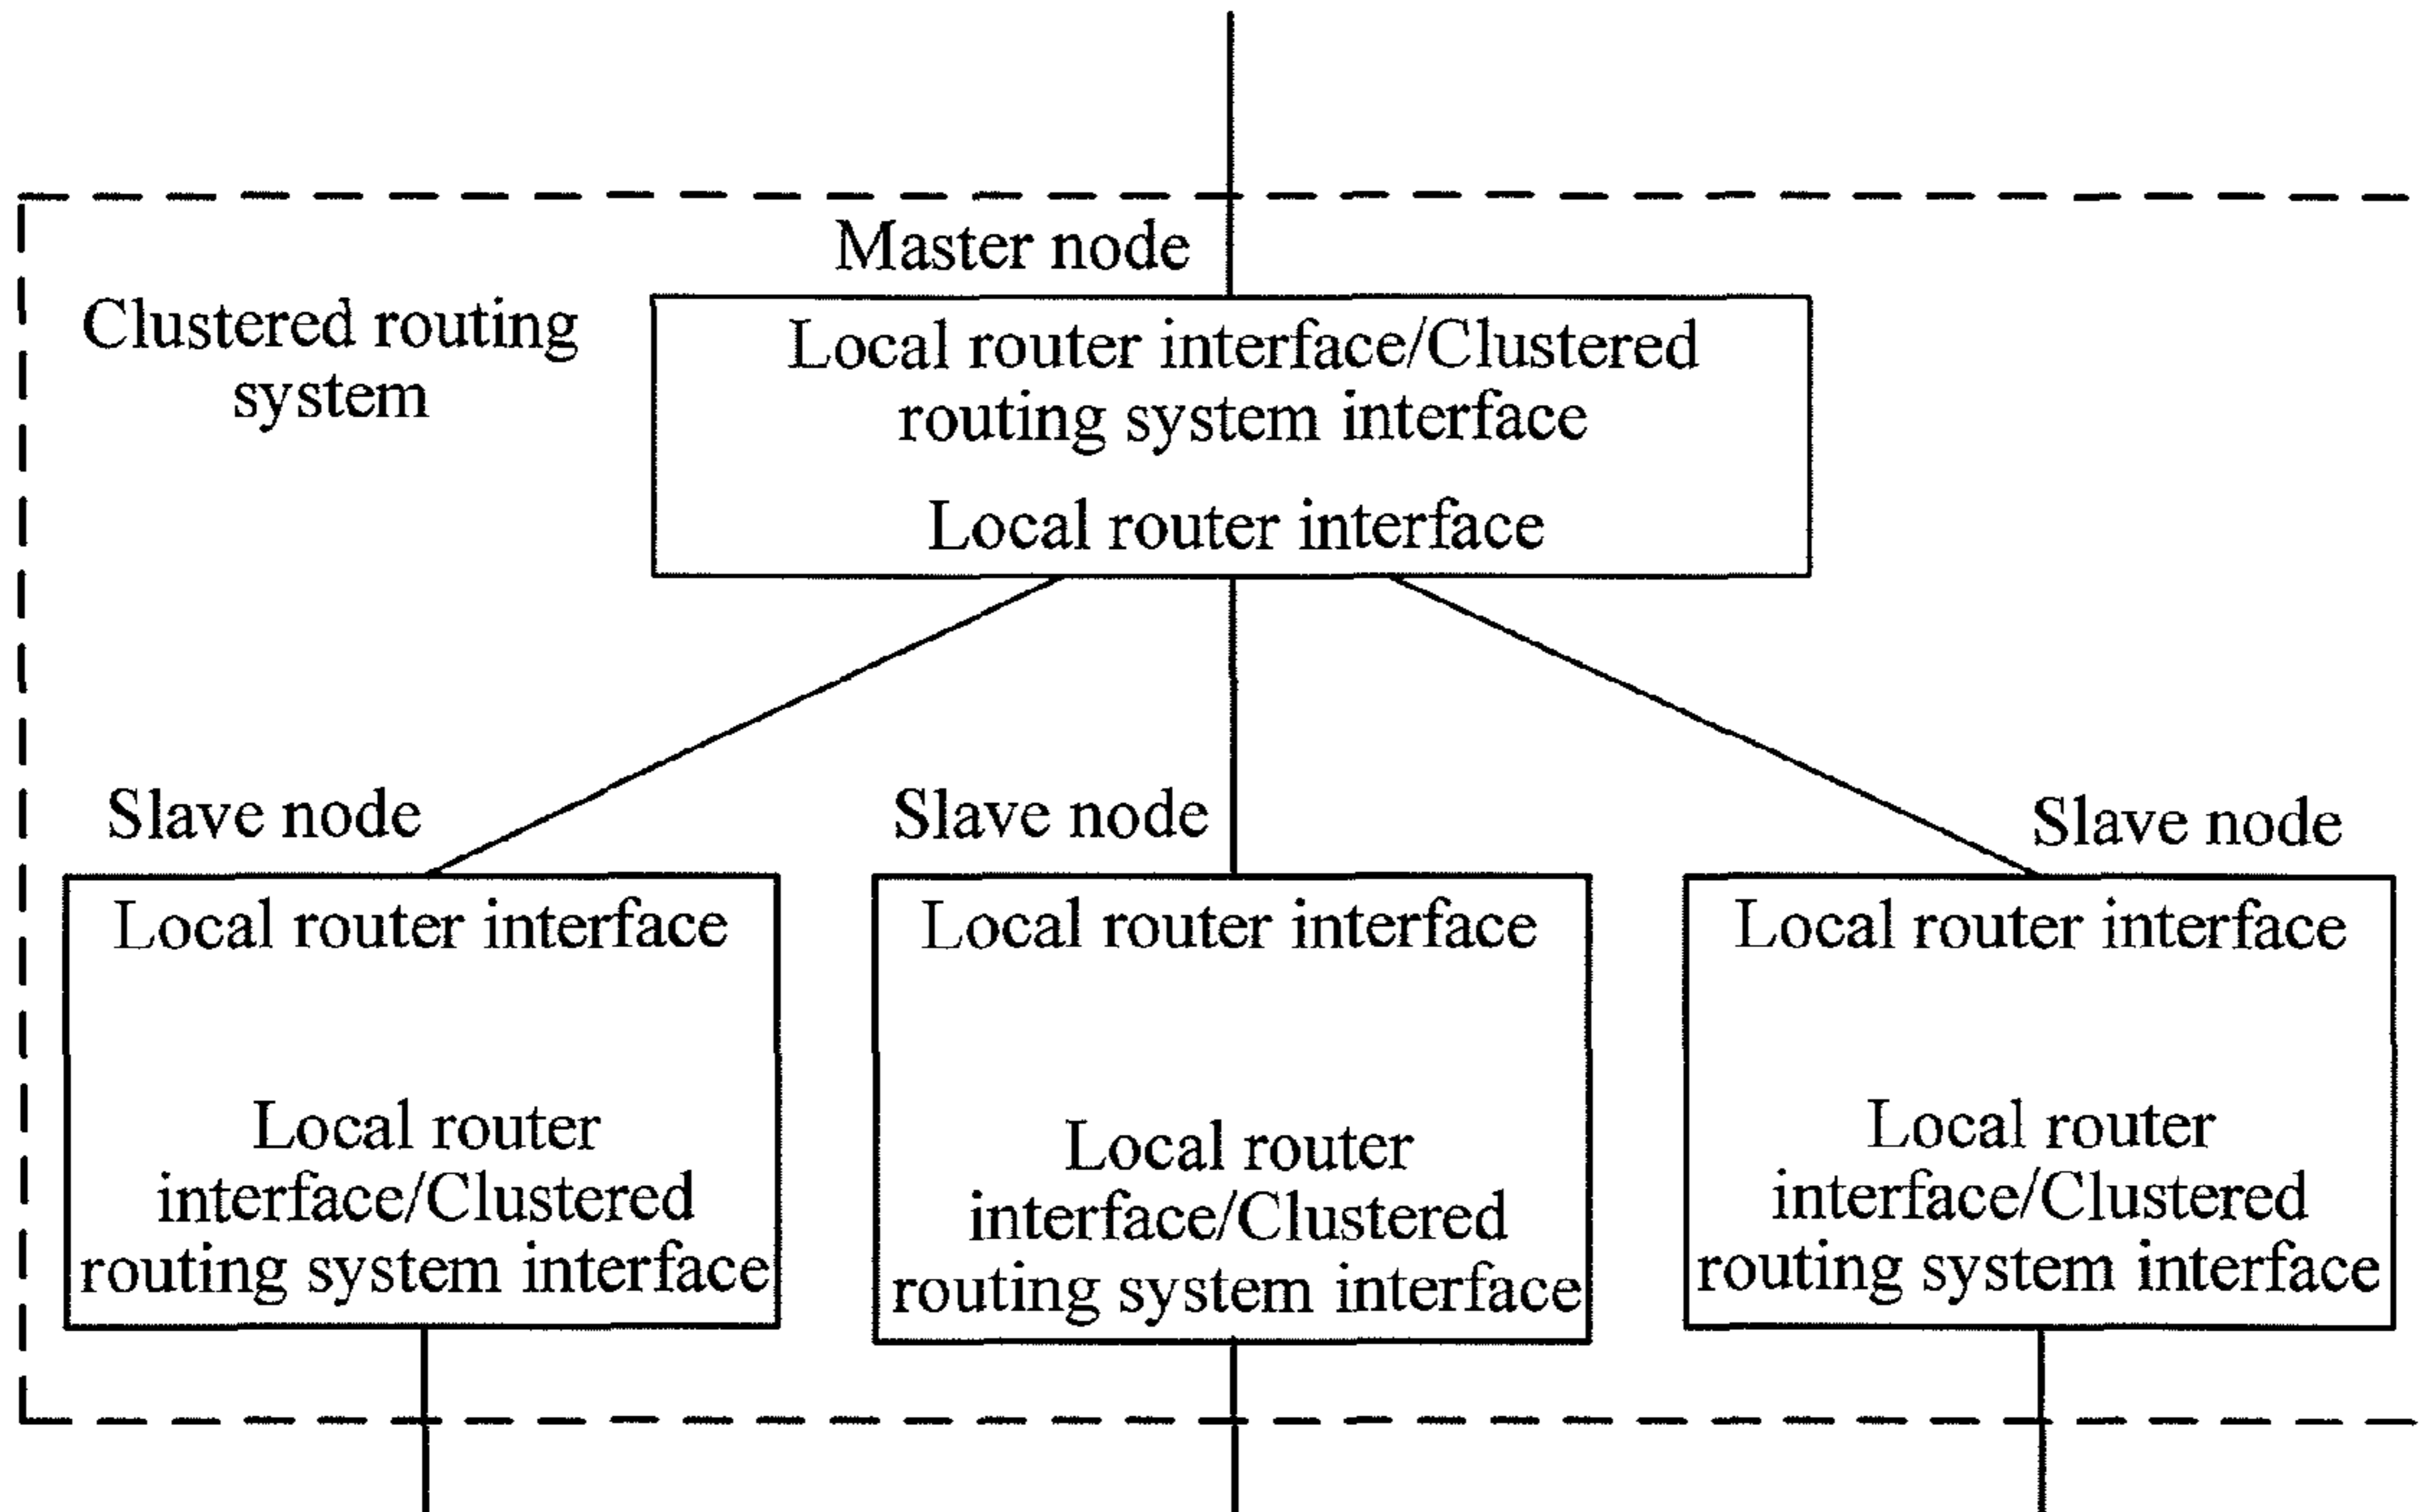 Master node
Clustered routing
system
Local router interface/Clustered
routing system interface
Local router interface
Slave node
Slave node
Slave node
Local router interface
Local router
interface/Clustered
routing system interface
Local router interface
Local router
interface/Clustered
routing system interface
Local router interface
Local router
interface/Clustered
routing system interface